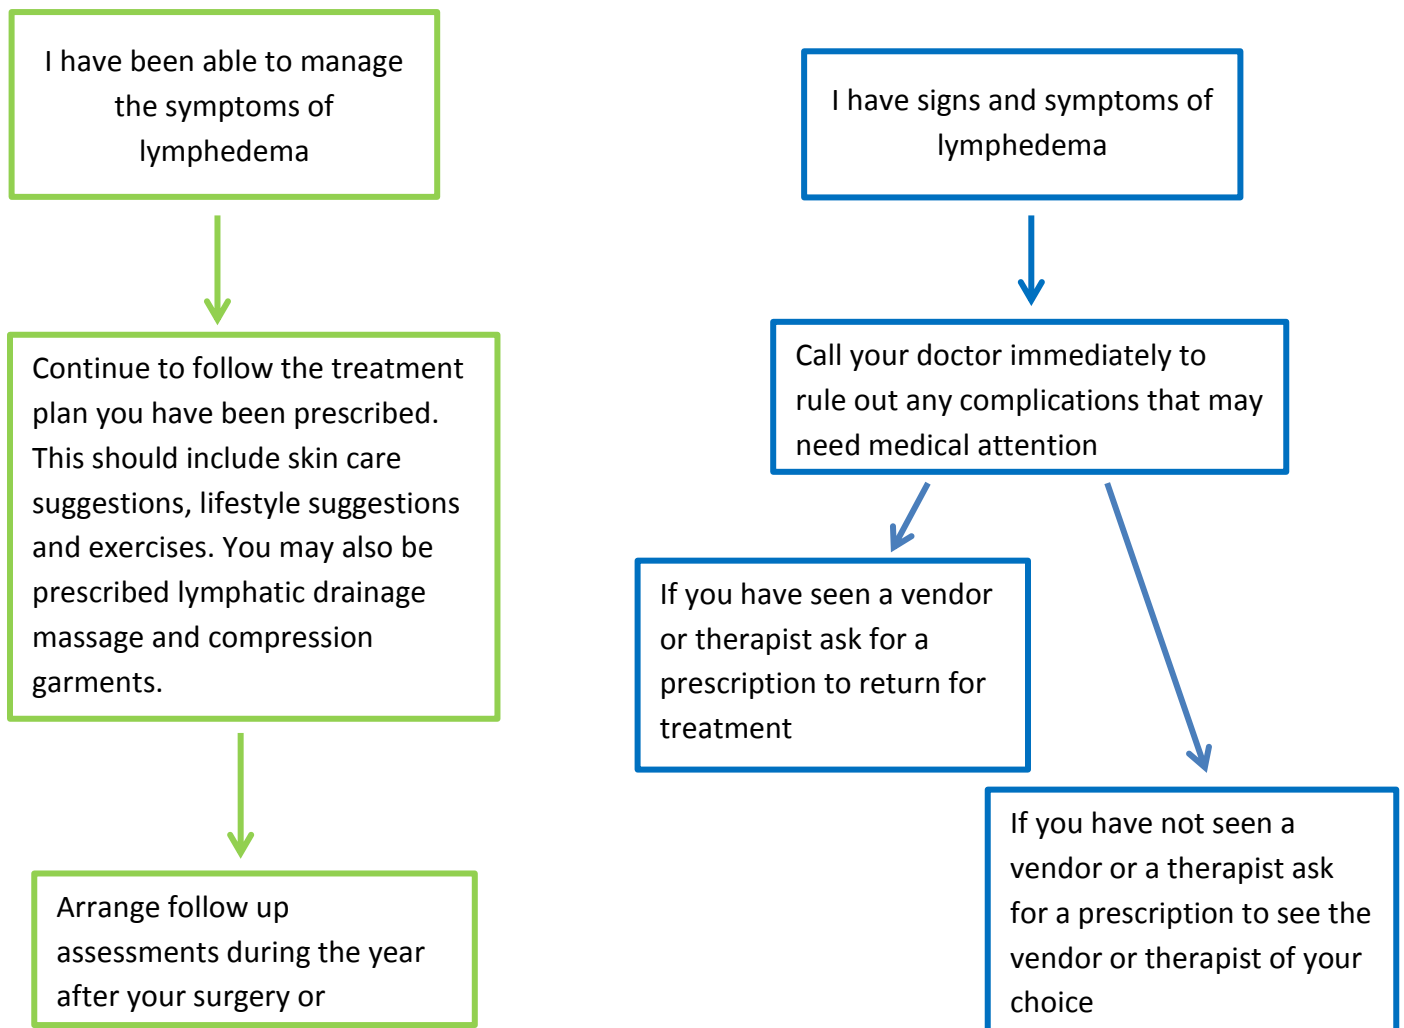 I have been able to manage
the symptoms of
lymphedema
Continue to follow the treatment
plan you have been prescribed.
This should include skin care
suggestions, lifestyle suggestions
and exercises. You may also be
prescribed lymphatic drainage
massage and compression
garments.
Arrange follow up
assessments during the year
after your surgery or
I have signs and symptoms of
lymphedema
Call your doctor immediately to
rule out any complications that may
need medical attention
If you have seen a vendor
or therapist ask for a
prescription to return for
treatment
If you have not seen a
vendor or a therapist ask
for a prescription to see the
vendor or therapist of your
choice